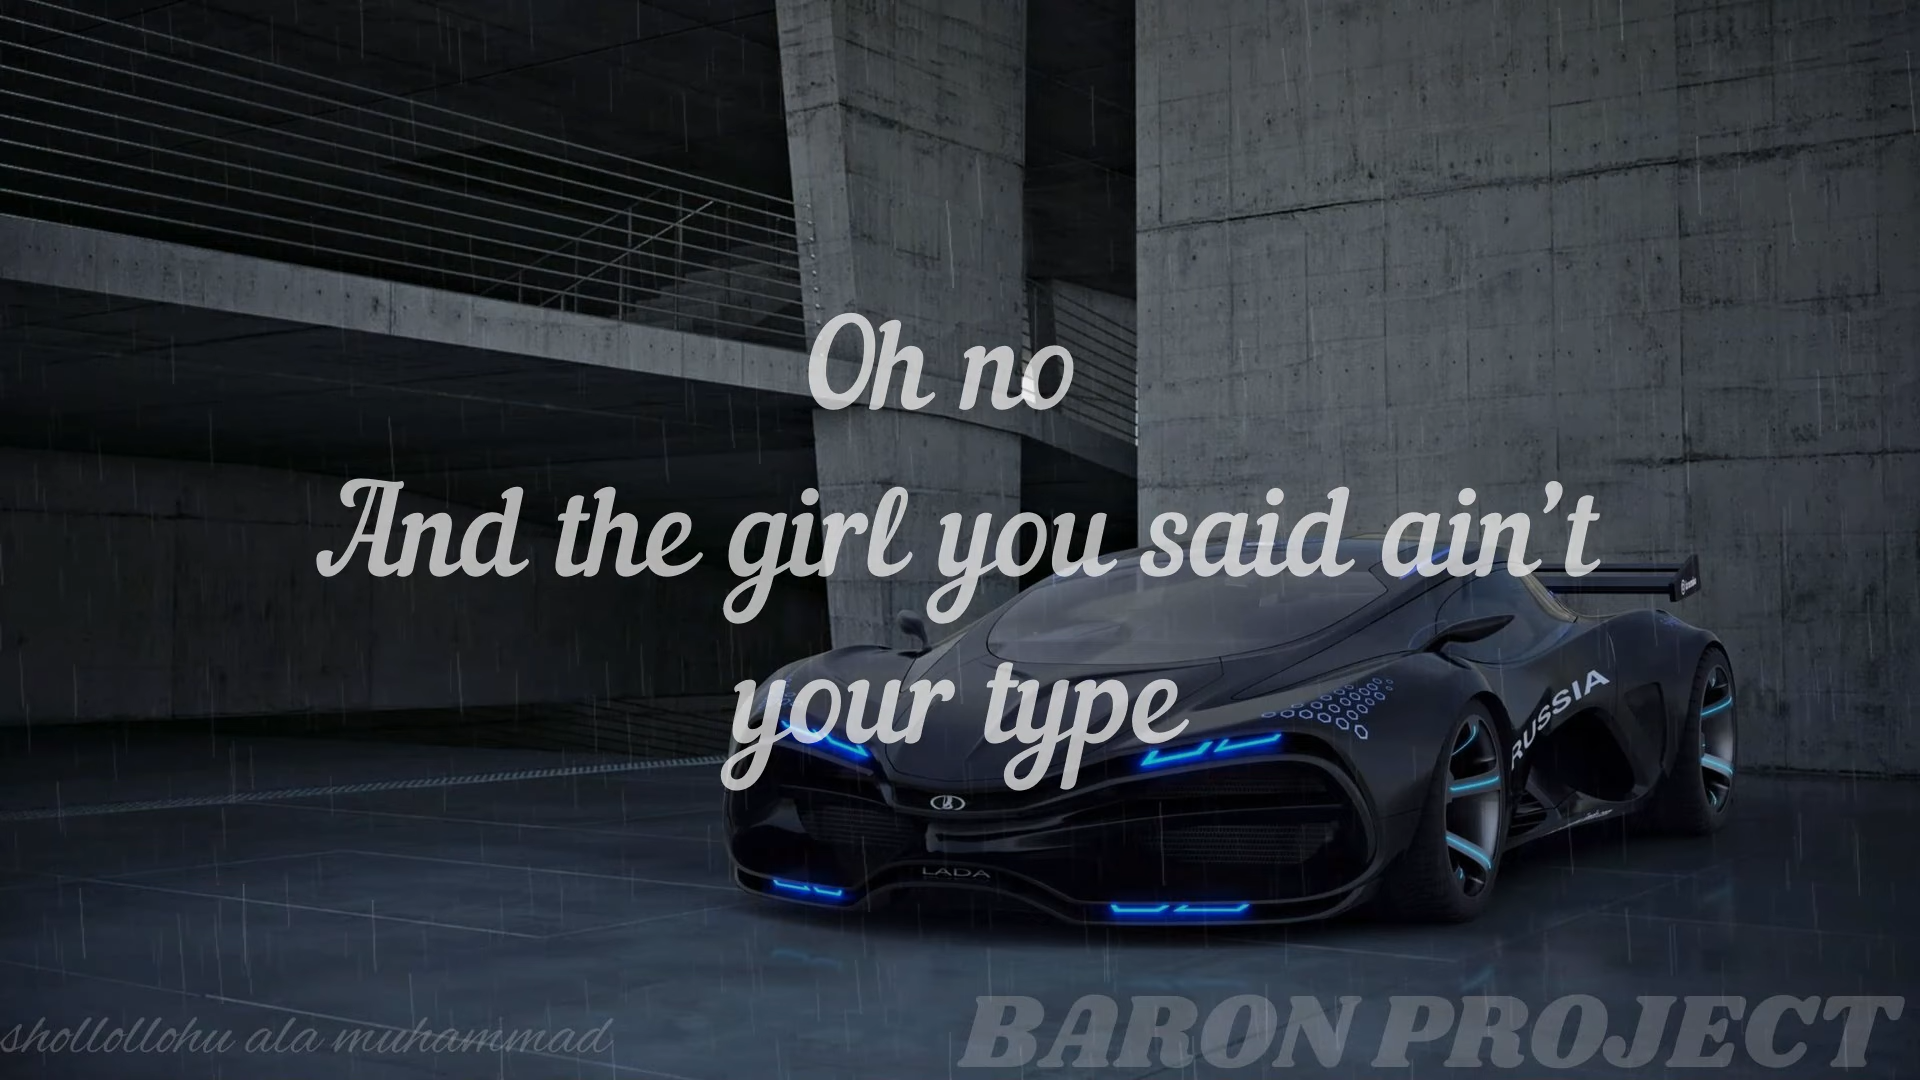 Oh no
And the girl you said ain't
your type
RUSSIA
LADA
shollollohu ala muhammad
BARON PROJECT